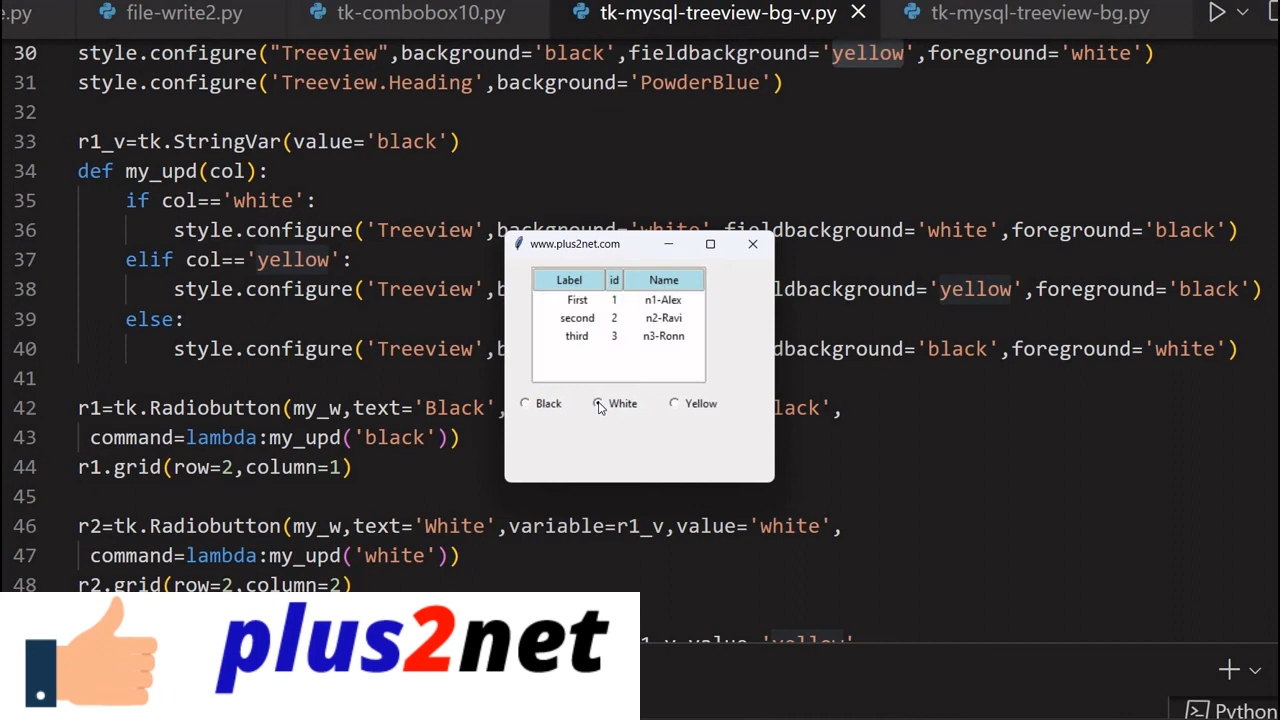 e.py file-write2.py tk-combobox10.py tk-mysql-treeview-bg-v.py tk-mysql-treeview-bg.py
30 style.configure("Treeview",background='black',fieldbackground='yellow',foreground='white')
31 style.configure('Treeview.Heading',background='PowderBlue')
32
33 r1_v=tk.StringVar(value='black')
34 def my_upd(col):
35 if col=='white':
36 style.configure('Treeview',background='white',fieldbackground='white',foreground='black')
37 elif col=='yellow':
38 style.configure('Treeview',b ldbackground='yellow',foreground='black')
39 else:
40 style.configure('Treeview',b dbackground='black',foreground='white')
41
42 r1=tk.Radiobutton(my_w,text='Black', lack',
43 command=lambda:my_upd('black'))
44 r1.grid(row=2,column=1)
45
46 r2=tk.Radiobutton(my_w,text='White',variable=r1_v,value='white',
47 command=lambda:my_upd('white'))
48 r2.grid(row=2,column=2)
www.plus2net.com
Label id Name
First 1 n1-Alex
second 2 n2-Ravi
third 3 n3-Ronn
Black White Yellow
plus2net
Python